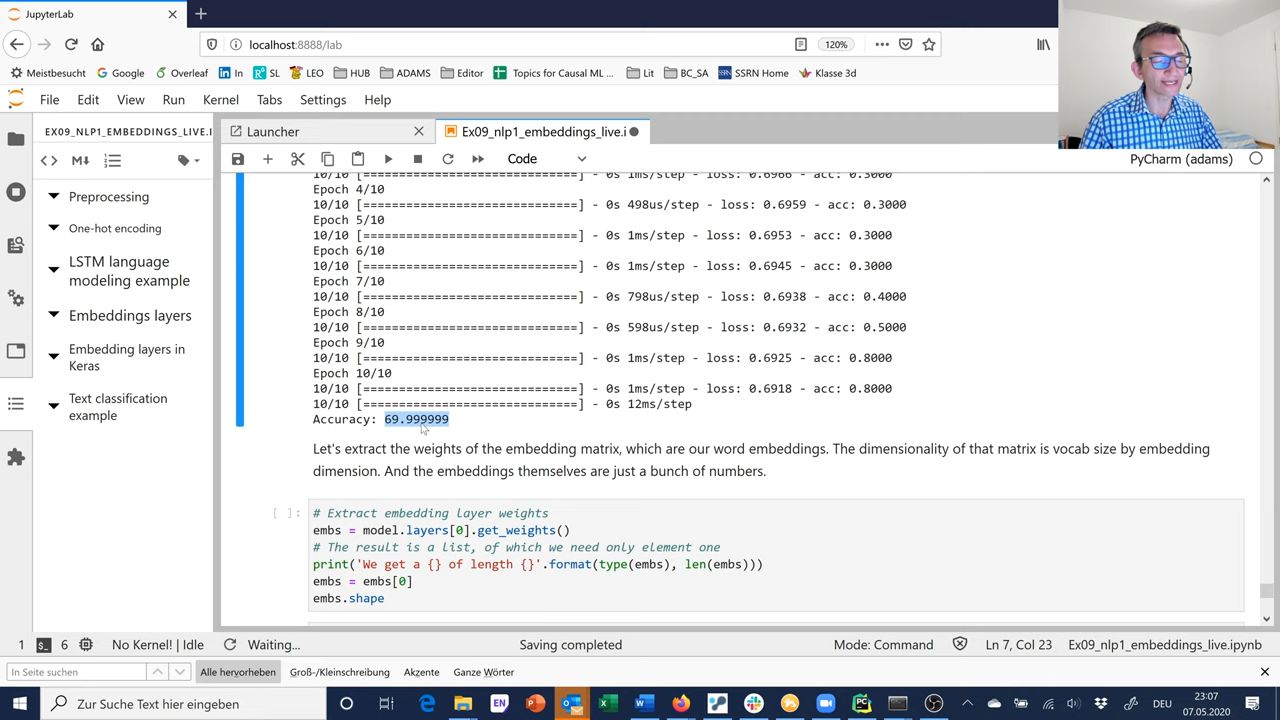 JupyterLab
localhost:8888/lab
120%
Meistbesucht Google Overleaf In SL LEO HUB ADAMS Editor Topics for Causal ML ... Lit BC_SA SSRN Home Klasse 3d
File Edit View Run Kernel Tabs Settings Help
EX09_NLP1_EMBEDDINGS_LIVE.I
Launcher
Ex09_nlp1_embeddings_live.i
Code
PyCharm (adams)
Preprocessing
One-hot encoding
LSTM language
modeling example
Embeddings layers
Embedding layers in
Keras
Text classification
example
10/10 [==============================] - 0s 1ms/step - loss: 0.6966 - acc: 0.3000
Epoch 4/10
10/10 [==============================] - 0s 498us/step - loss: 0.6959 - acc: 0.3000
Epoch 5/10
10/10 [==============================] - 0s 1ms/step - loss: 0.6953 - acc: 0.3000
Epoch 6/10
10/10 [==============================] - 0s 1ms/step - loss: 0.6945 - acc: 0.3000
Epoch 7/10
10/10 [==============================] - 0s 798us/step - loss: 0.6938 - acc: 0.4000
Epoch 8/10
10/10 [==============================] - 0s 598us/step - loss: 0.6932 - acc: 0.5000
Epoch 9/10
10/10 [==============================] - 0s 1ms/step - loss: 0.6925 - acc: 0.8000
Epoch 10/10
10/10 [==============================] - 0s 1ms/step - loss: 0.6918 - acc: 0.8000
10/10 [==============================] - 0s 12ms/step
Accuracy: 69.999999
Let's extract the weights of the embedding matrix, which are our word embeddings. The dimensionality of that matrix is vocab size by embedding
dimension. And the embeddings themselves are just a bunch of numbers.
[ ]: # Extract embedding layer weights
embs = model.layers[0].get_weights()
# The result is a list, of which we need only element one
print('We get a {} of length {}'.format(type(embs), len(embs)))
embs = embs[0]
embs.shape
1 6 No Kernel! | Idle Waiting... Saving completed Mode: Command Ln 7, Col 23 Ex09_nlp1_embeddings_live.ipynb
In Seite suchen Alle hervorheben Groß-/Kleinschreibung Akzente Ganze Wörter
Zur Suche Text hier eingeben
EN
DEU
23:07
07.05.2020